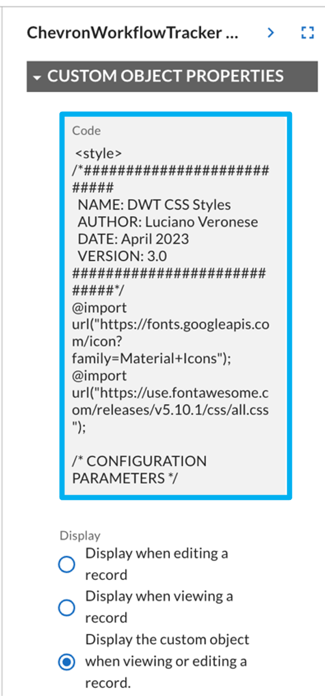 ChevronWorkflowTracker ...
CUSTOM OBJECT PROPERTIES
Code
<style>
/*######################
#####
NAME: DWT CSS Styles
AUTHOR: Luciano Veronese
DATE: April 2023
VERSION: 3.0
######################
#####*/
@import
url("https://fonts.googleapis.co
m/icon?
family=Material+Icons");
@import
url("https://use.fontawesome.c
om/releases/v5.10.1/css/all.css
");
/* CONFIGURATION
PARAMETERS */
Display
Display when editing a
record
Display when viewing a
record
Display the custom object
when viewing or editing a
record.